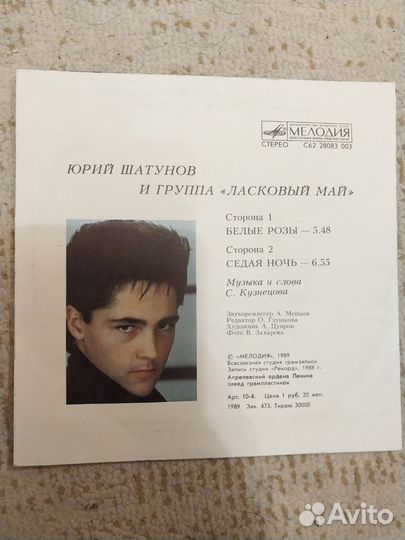 МЕЛОДИЯ
СТЕРЕО С62 28083 003
ЮРИЙ ШАТУНОВ
И ГРУППА «ЛАСКОВЫЙ МАЙ»
Сторона 1
БЕЛЫЕ РОЗЫ — 5.48
Сторона 2
СЕДАЯ НОЧЬ — 6.55
Музыка и слова
С. Кузнецова
Звукорежиссер А. Мешаев
Редактор О. Глушкова
Художник А. Цупров
Фото В. Захарова
© «МЕЛОДИЯ», 1989
Всесоюзная студия грамзаписи
Запись студии «Рекорд», 1988 г.
Апрелевский ордена Ленина
завод грампластинок
Арт. 10-4. Цена 1 руб. 20 коп.
1989 Зак. 473. Тираж 30000
Avito